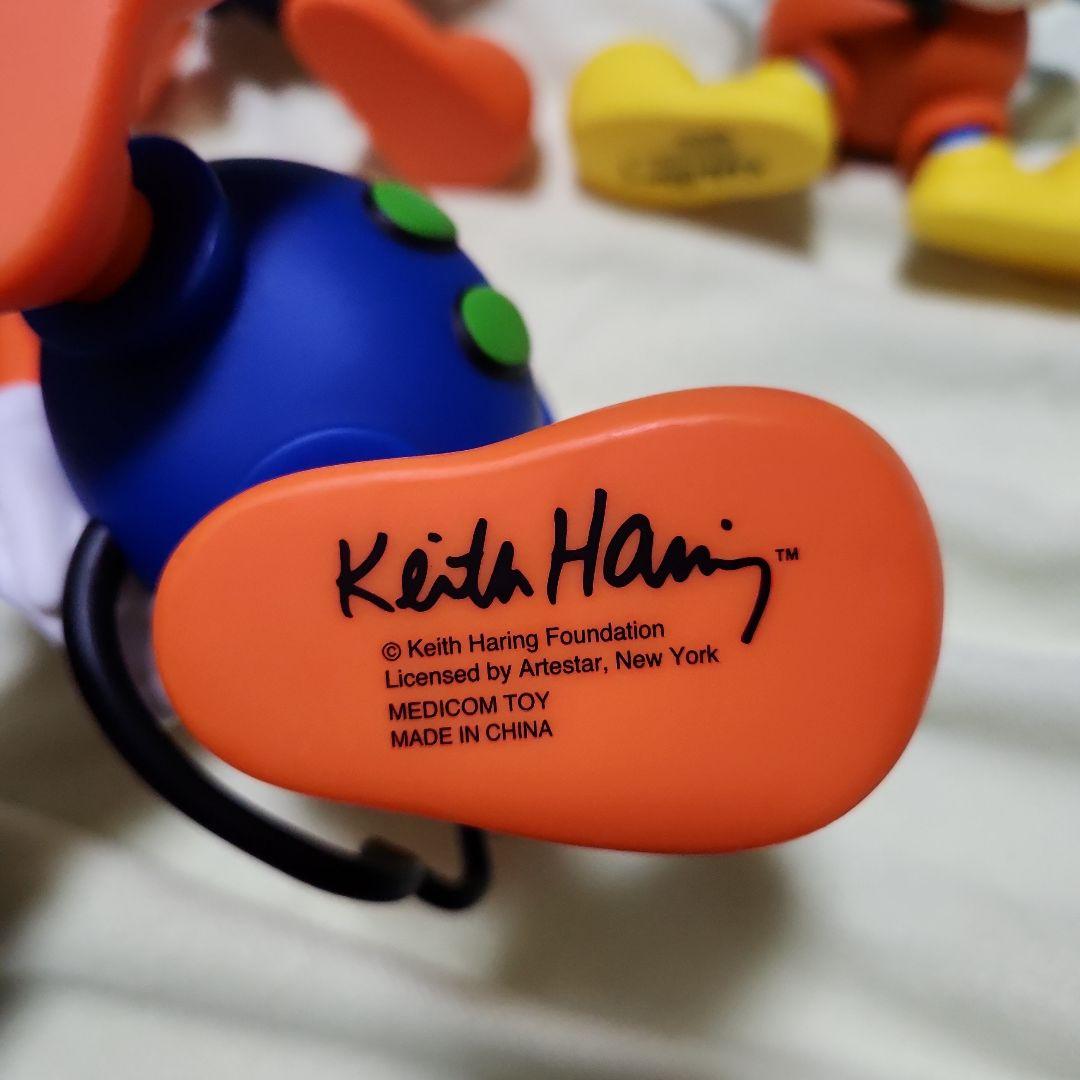 Keith Haring™
© Keith Haring Foundation
Licensed by Artestar, New York
MEDICOM TOY
MADE IN CHINA